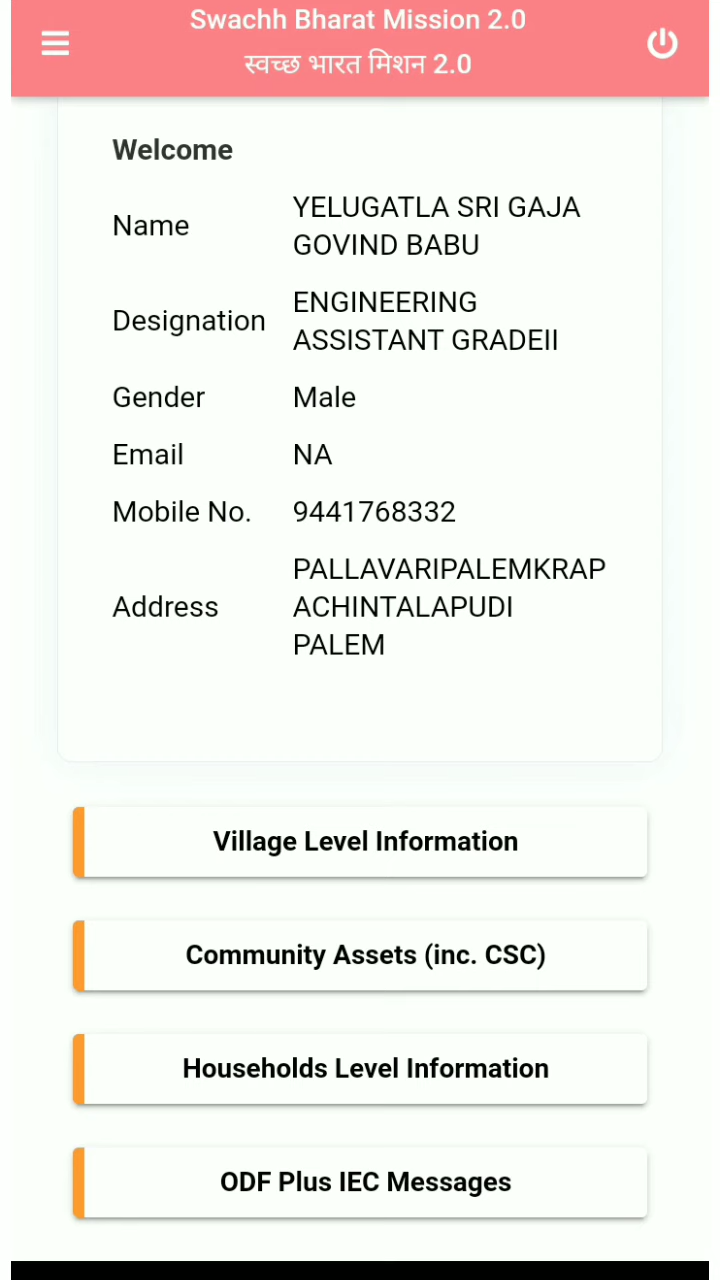 Swachh Bharat Mission 2.0
स्वच्छ भारत मिशन 2.0
Welcome
Name YELUGATLA SRI GAJA
GOVIND BABU
Designation ENGINEERING
ASSISTANT GRADEII
Gender Male
Email NA
Mobile No. 9441768332
Address PALLAVARIPALEMKRAP
ACHINTALAPUDI
PALEM
Village Level Information
Community Assets (inc. CSC)
Households Level Information
ODF Plus IEC Messages